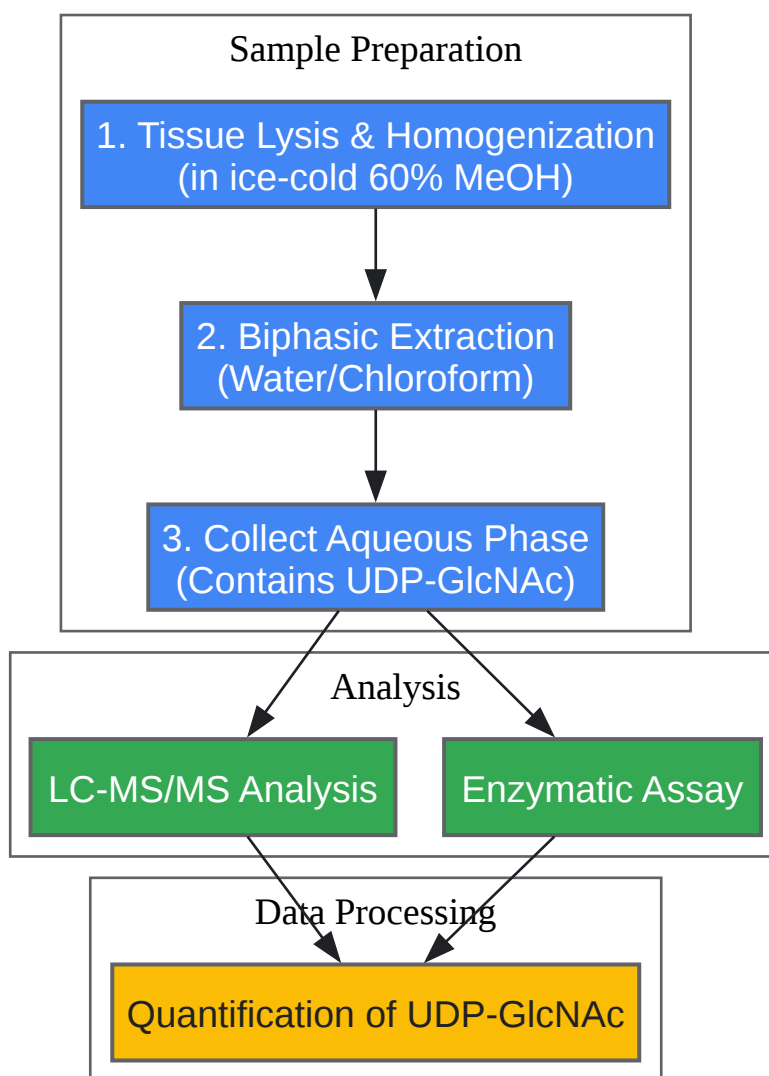 Sample Preparation
1. Tissue Lysis & Homogenization
(in ice-cold 60% MeOH)
2. Biphasic Extraction
(Water/Chloroform)
3. Collect Aqueous Phase
(Contains UDP-GlcNAc)
Analysis
LC-MS/MS Analysis
Enzymatic Assay
Data Processing
Quantification of UDP-GlcNAc